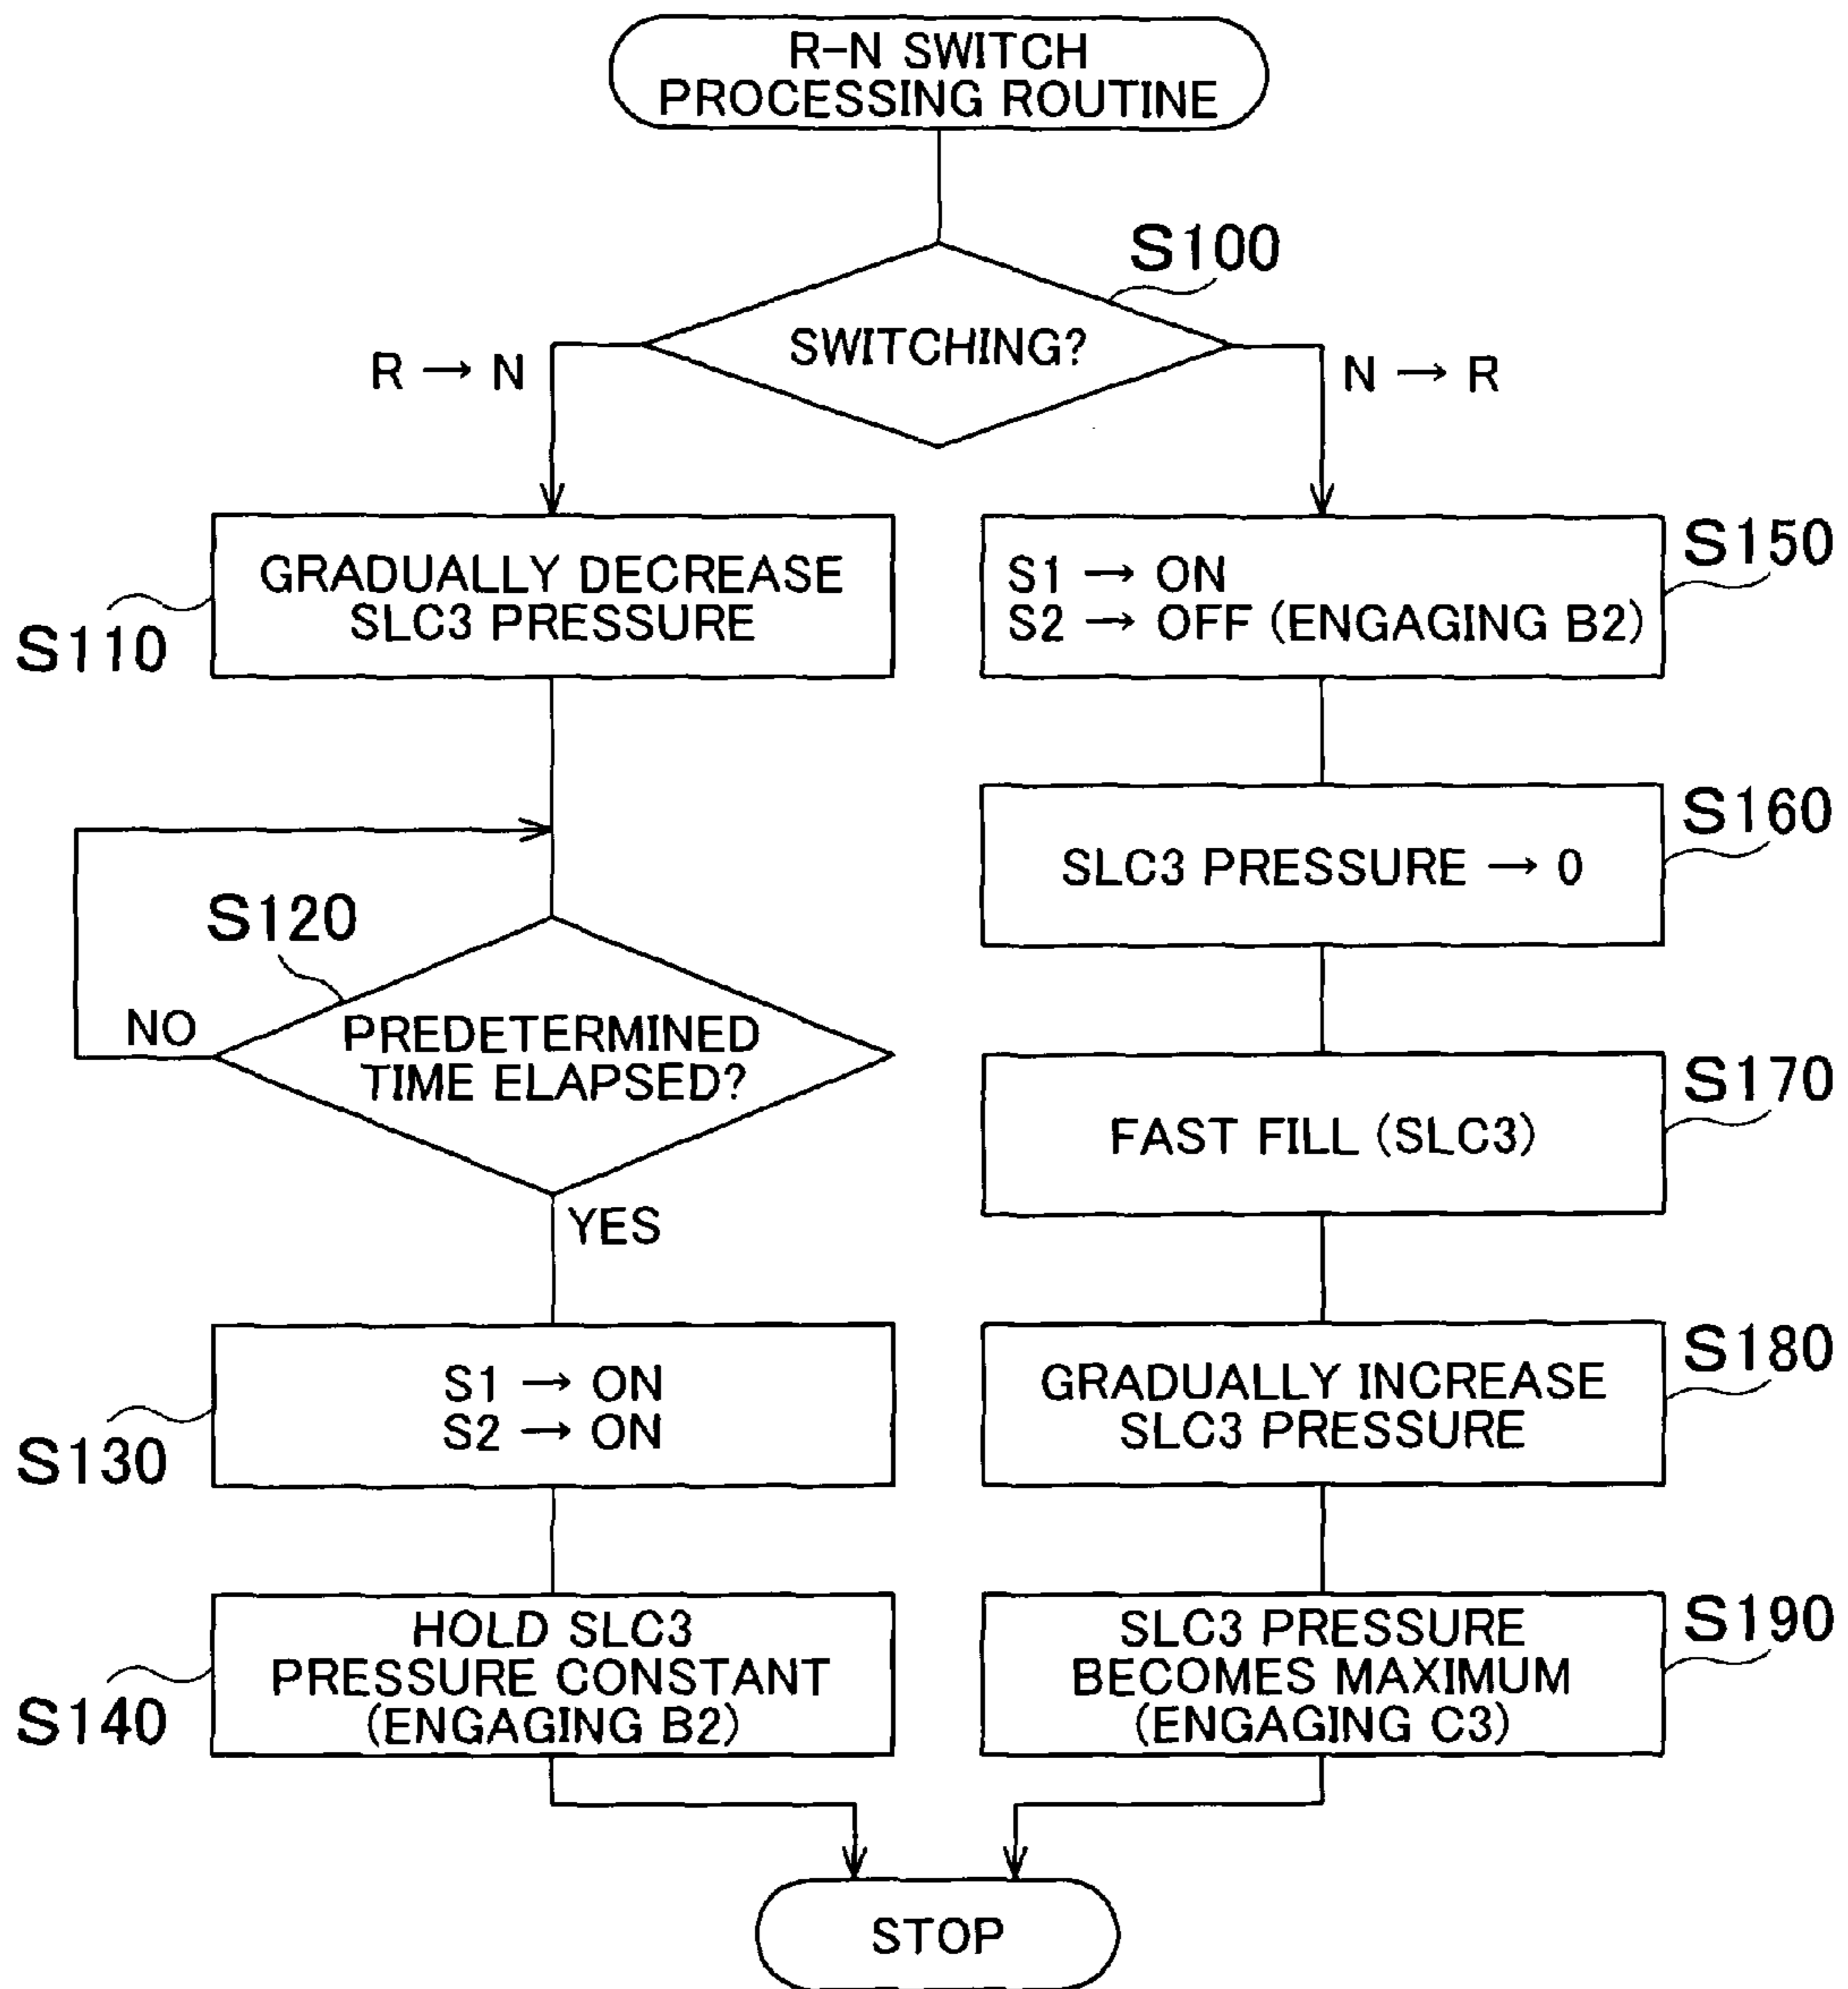 R-N SWITCH
PROCESSING ROUTINE
S100
SWITCHING?
R → N
N → R
GRADUALLY DECREASE
SLC3 PRESSURE
S110
S120
NO
PREDETERMINED
TIME ELAPSED?
YES
S1 → ON
S2 → ON
S130
HOLD SLC3
PRESSURE CONSTANT
(ENGAGING B2)
S140
S1 → ON
S2 → OFF (ENGAGING B2)
S150
SLC3 PRESSURE → 0
S160
FAST FILL (SLC3)
S170
GRADUALLY INCREASE
SLC3 PRESSURE
S180
SLC3 PRESSURE
BECOMES MAXIMUM
(ENGAGING C3)
S190
STOP